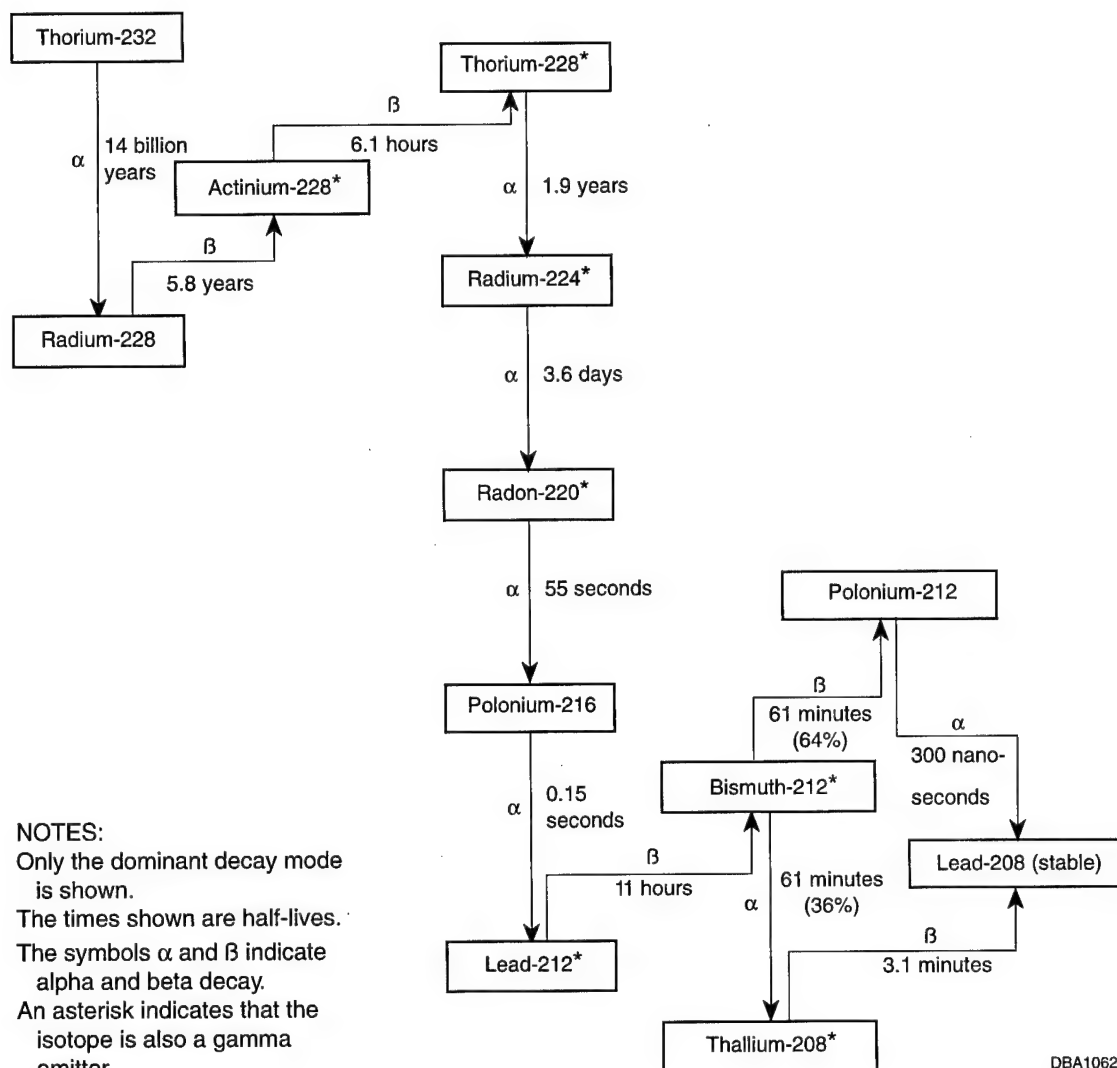 Thorium-232
Thorium-228*
β
6.1 hours
α
14 billion
years
Actinium-228*
α
1.9 years
β
5.8 years
Radium-224*
Radium-228
α
3.6 days
Radon-220*
α
55 seconds
Polonium-212
β
61 minutes
(64%)
α
300 nano-
seconds
Polonium-216
Bismuth-212*
α
0.15
seconds
β
11 hours
α
61 minutes
(36%)
Lead-208 (stable)
β
3.1 minutes
Lead-212*
Thallium-208*
NOTES:
Only the dominant decay mode
is shown.
The times shown are half-lives.
The symbols α and β indicate
alpha and beta decay.
An asterisk indicates that the
isotope is also a gamma
emitter
DBA1062